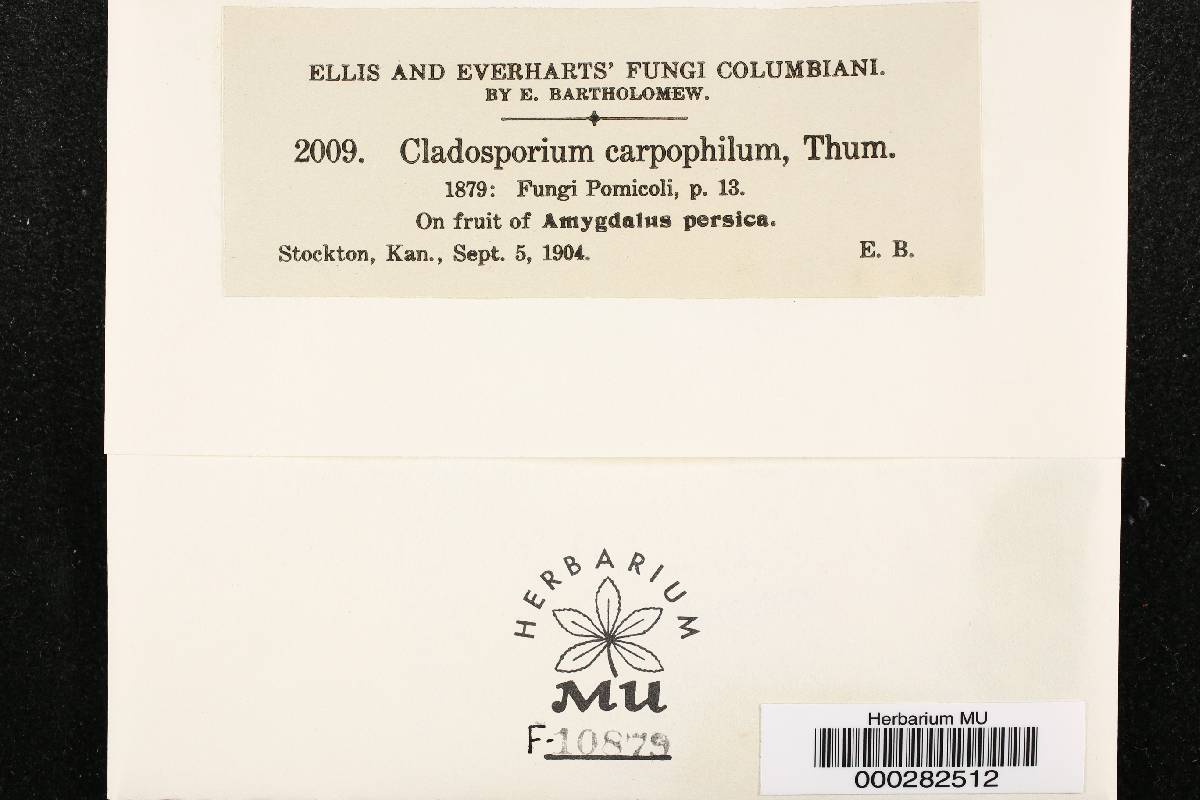 ELLIS AND EVERHARTS' FUNGI COLUMBIANI.
BY E. BARTHOLOMEW.
2009. Cladosporium carpophilum, Thum.
1879: Fungi Pomicoli, p. 13.
On fruit of Amygdalus persica.
Stockton, Kan., Sept. 5, 1904. E. B.
HERBARIUM
MU
F-10879
Herbarium MU
000282512